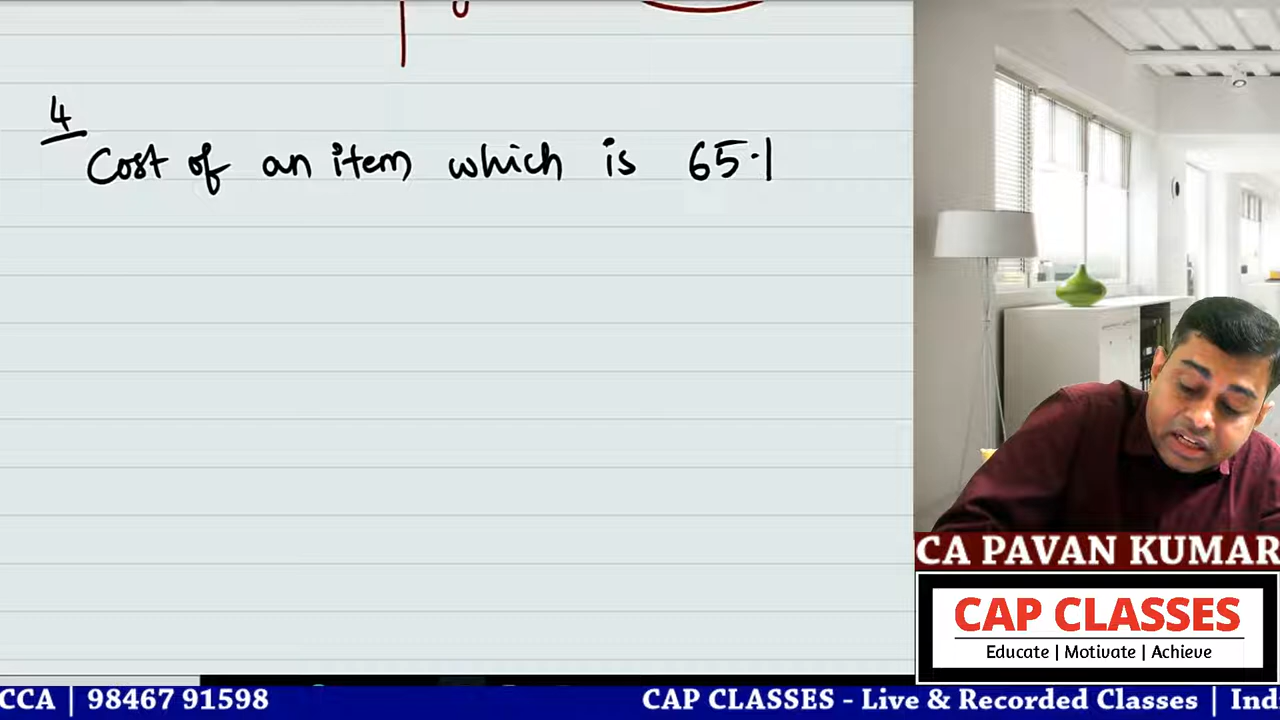 4
Cost of an item which is 65·1
CA PAVAN KUMAR
CAP CLASSES
Educate | Motivate | Achieve
CCA | 98467 91598
CAP CLASSES - Live & Recorded Classes | Ind